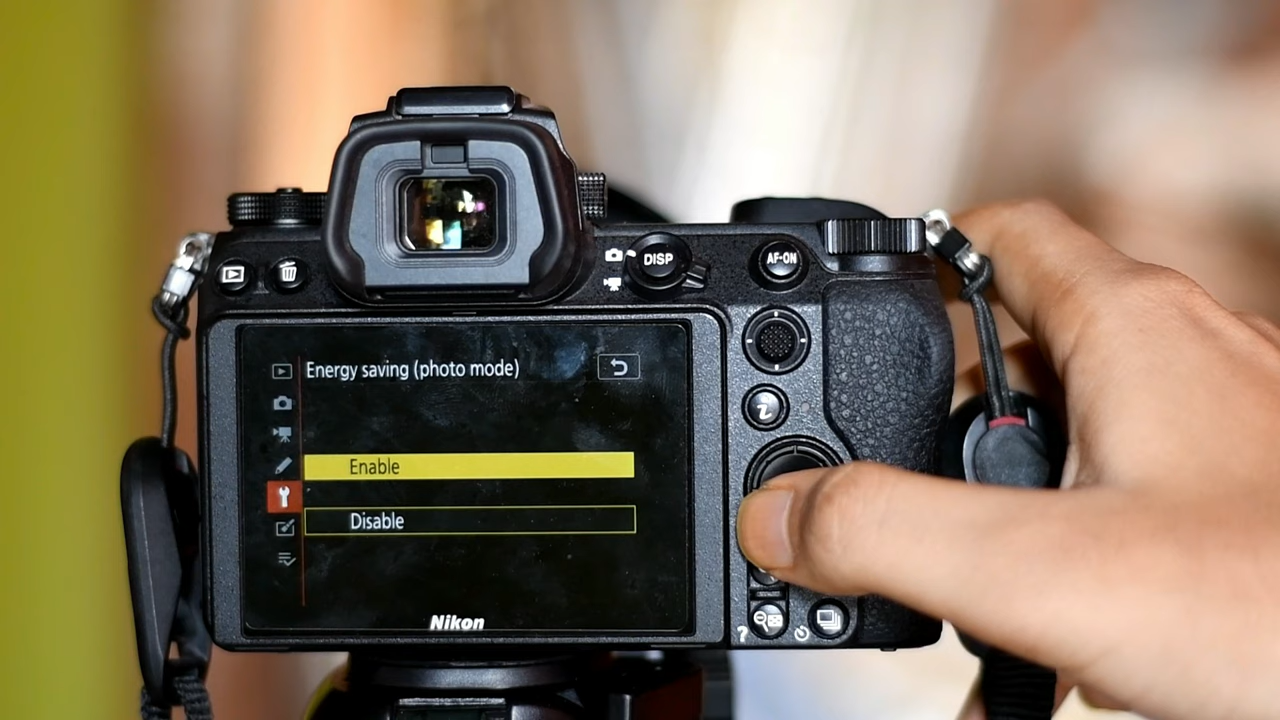 DISP
AF-ON
Energy saving (photo mode)
i
Enable
Disable
Nikon
?